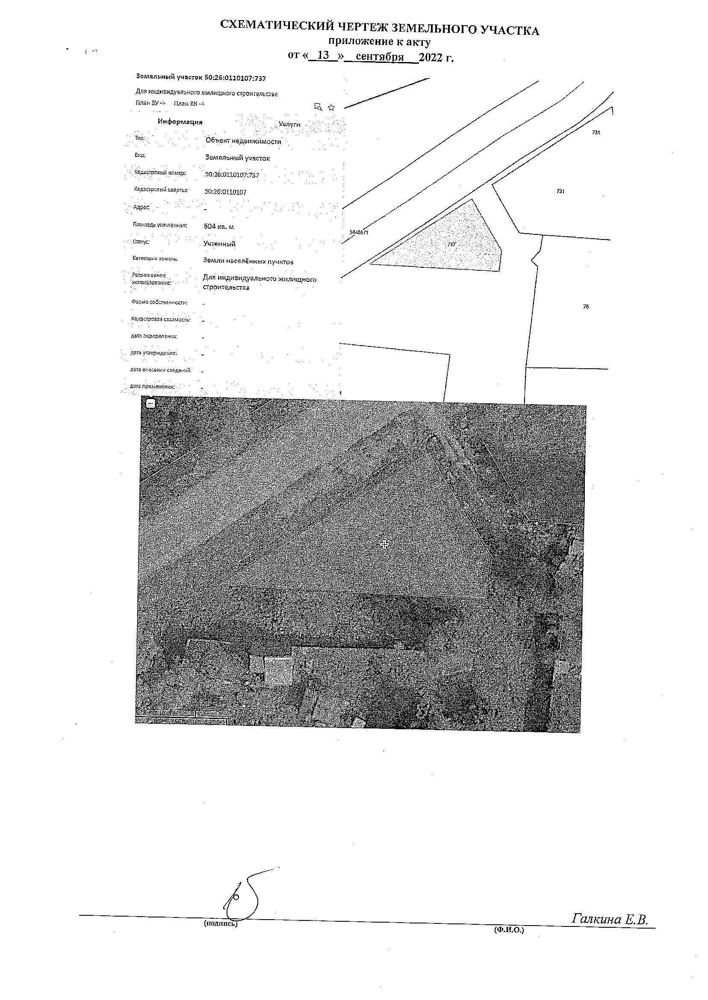 СХЕМАТИЧЕСКИЙ ЧЕРТЕЖ ЗЕМЕЛЬНОГО УЧАСТКА
приложение к акту
от « 13 » сентября 2022 г.
Земельный участок 50:26:0110107:737
Для индивидуального жилищного строительства
План ЗУ → План КК →
Информация Услуги
Тип: Объект недвижимости
Вид: Земельный участок
Кадастровый номер: 50:26:0110107:737
Кадастровый квартал: 50:26:0110107
Адрес: –
Площадь уточненная: 604 кв. м
Статус: Учтенный
Категория земель: Земли населённых пунктов
Разрешенное использование: Для индивидуального жилищного
строительства
Форма собственности: –
Кадастровая стоимость: –
дата определения: –
дата утверждения: –
дата внесения сведений: –
дата применения: –
731
731
54486/1
737
78
1
(подпись)
Галкина Е.В.
(Ф.И.О.)